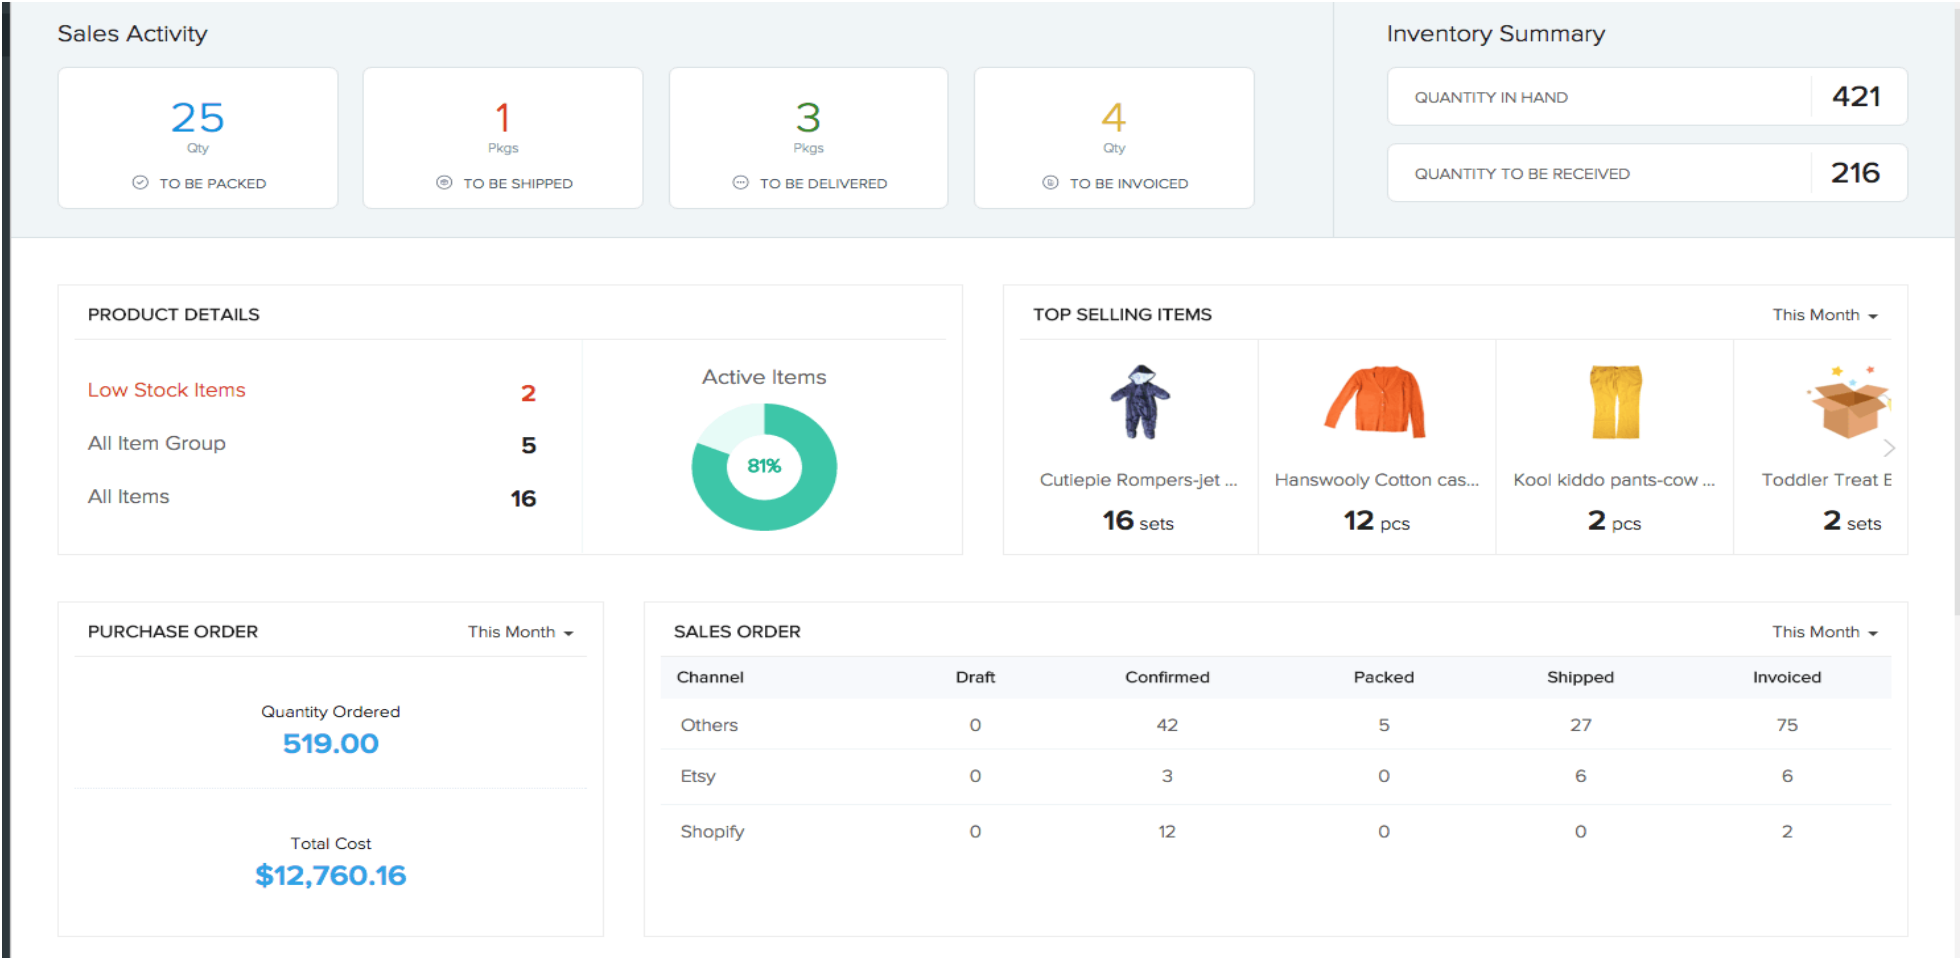 Sales Activity
25
Qty
TO BE PACKED
1
Pkgs
TO BE SHIPPED
3
Pkgs
TO BE DELIVERED
4
Qty
TO BE INVOICED
Inventory Summary
QUANTITY IN HAND 421
QUANTITY TO BE RECEIVED 216
PRODUCT DETAILS
Low Stock Items 2
All Item Group 5
All Items 16
Active Items
81%
TOP SELLING ITEMS This Month
Cutiepie Rompers-jet ...
16 sets
Hanswooly Cotton cas...
12 pcs
Kool kiddo pants-cow ...
2 pcs
Toddler Treat E
2 sets
PURCHASE ORDER This Month
Quantity Ordered
519.00
Total Cost
$12,760.16
SALES ORDER This Month
Channel Draft Confirmed Packed Shipped Invoiced
Others 0 42 5 27 75
Etsy 0 3 0 6 6
Shopify 0 12 0 0 2